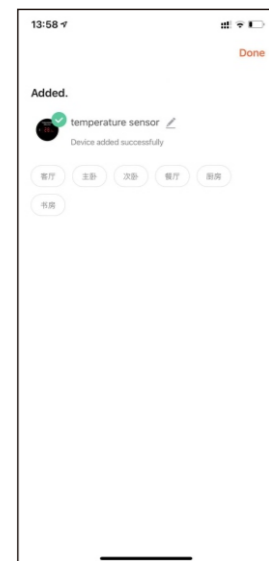 13:58
Done
Added.
temperature sensor
Device added successfully
客厅 主卧 次卧 餐厅 厨房
书房